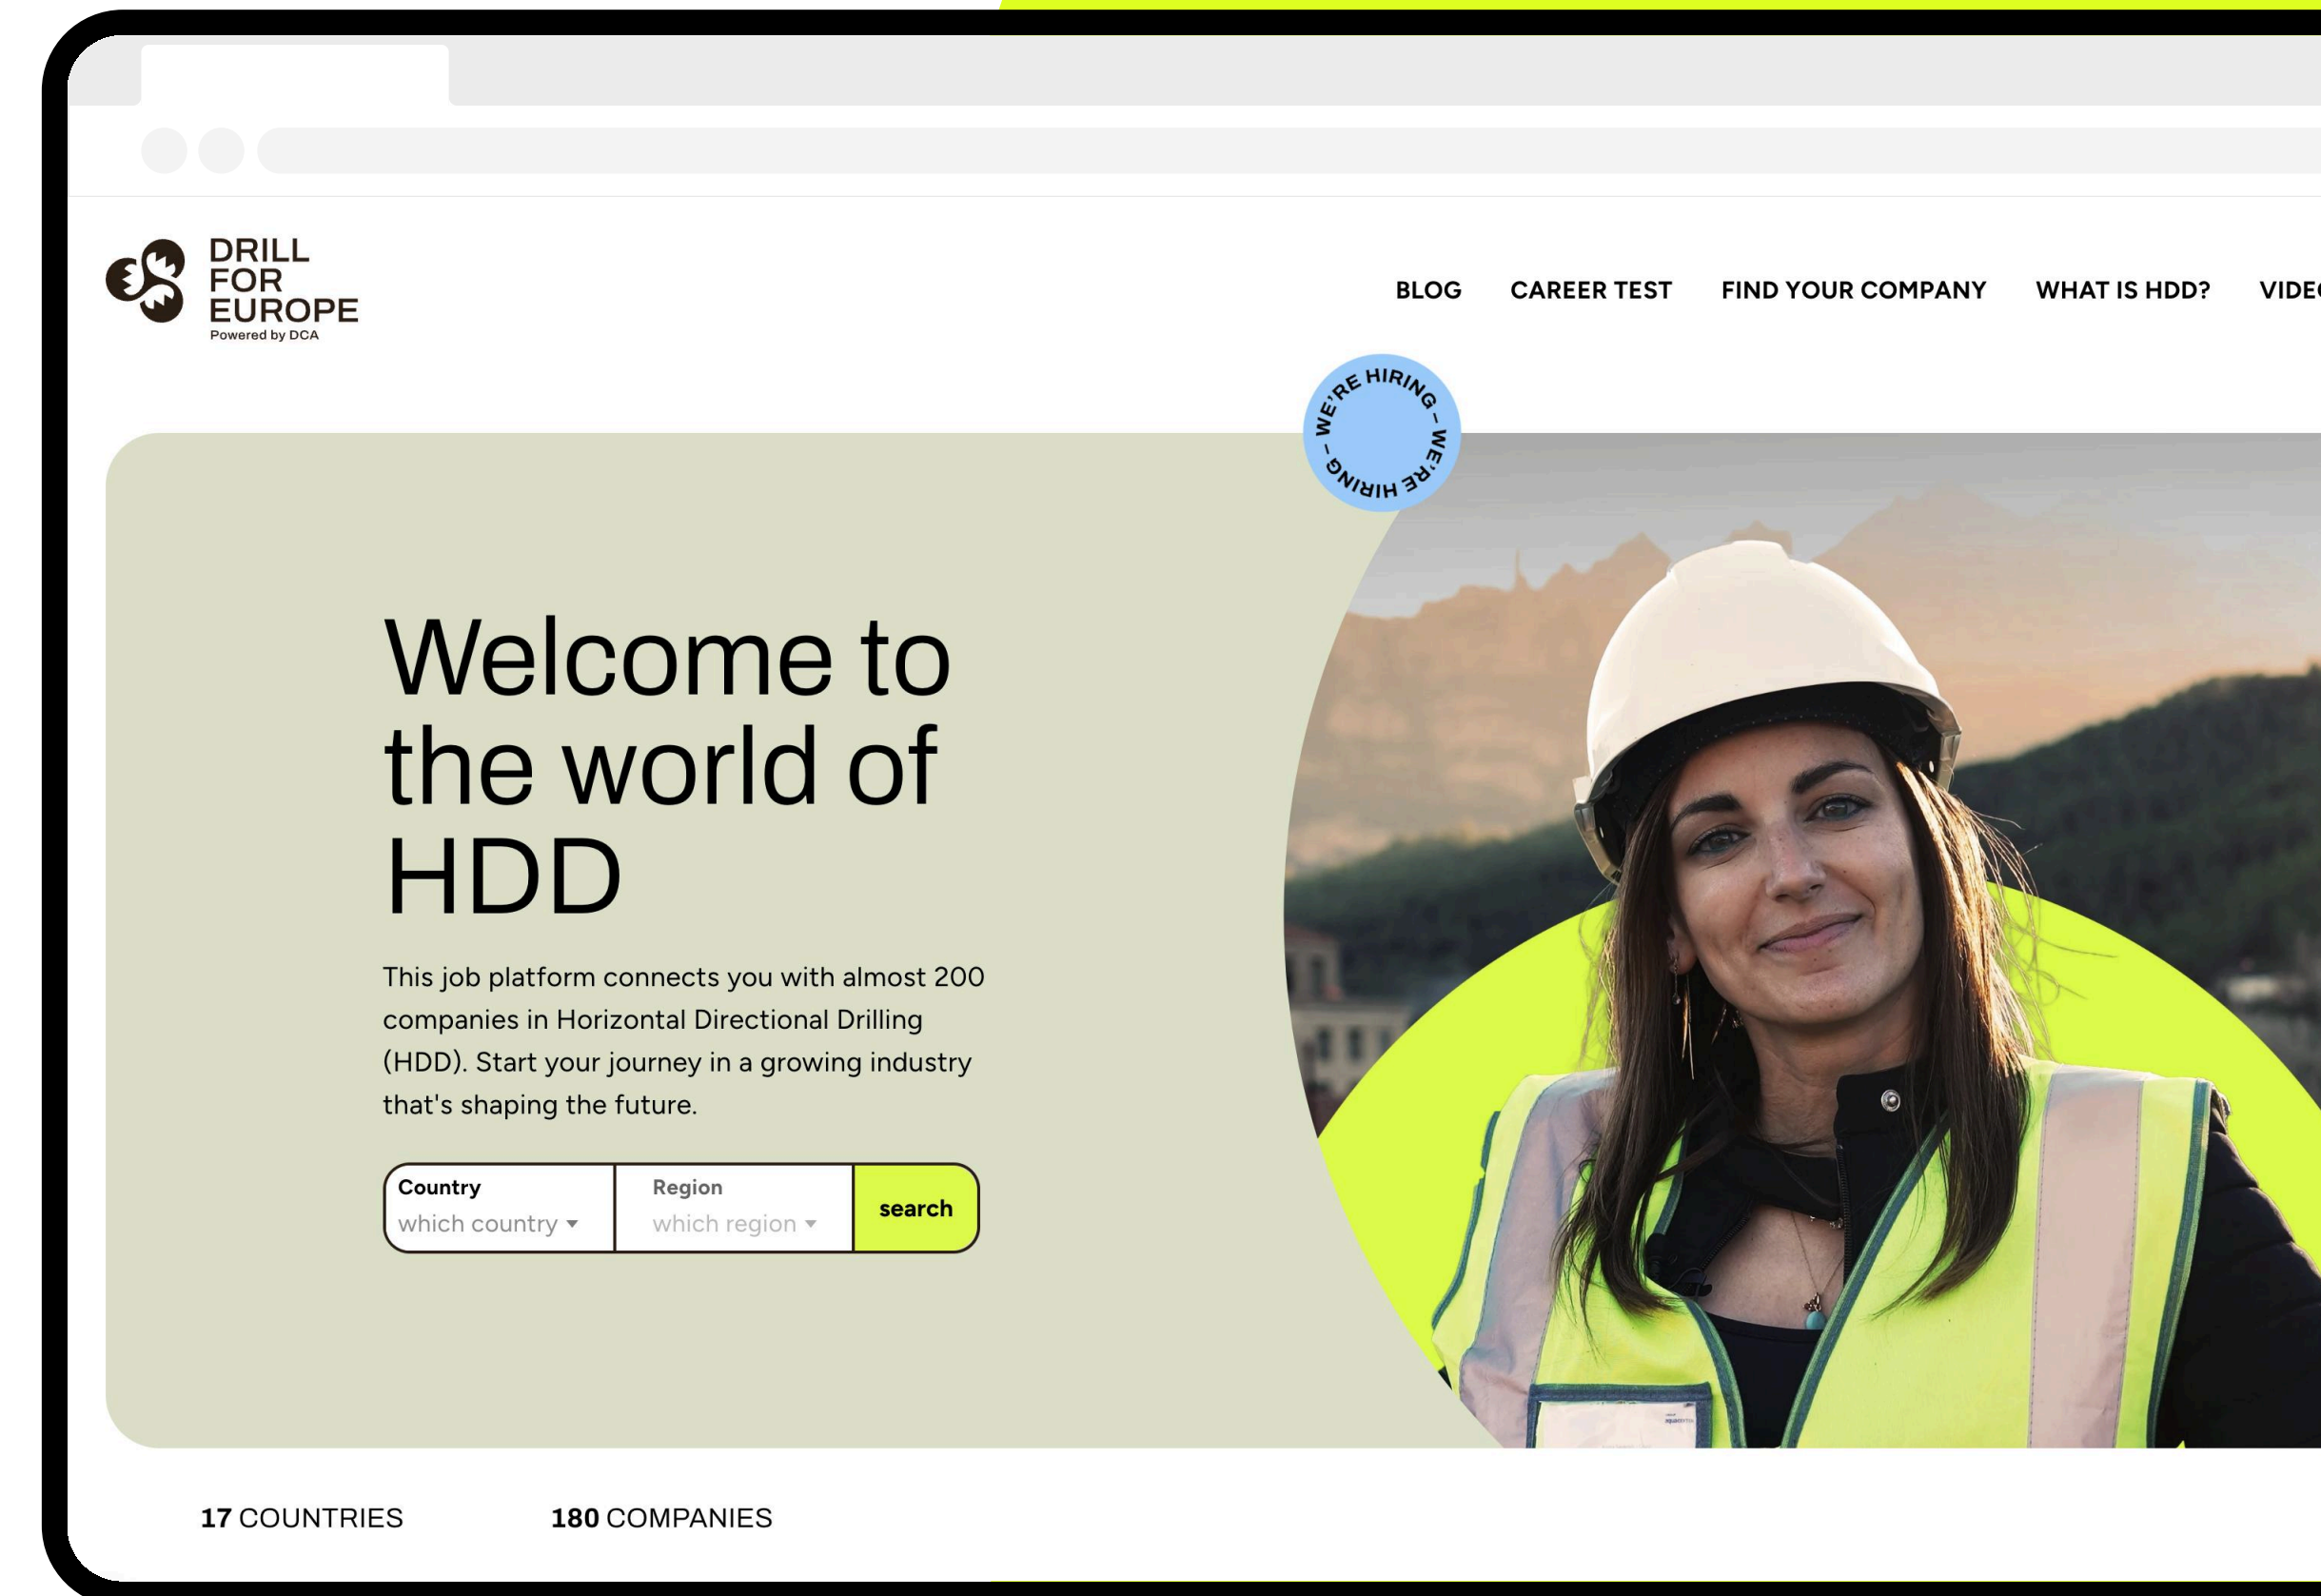 DRILL
FOR
EUROPE
Powered by DCA
BLOG
CAREER TEST
FIND YOUR COMPANY
WHAT IS HDD?
WE'RE HIRING – WE'RE HIRING –
Welcome to
the world of
HDD
This job platform connects you with almost 200
companies in Horizontal Directional Drilling
(HDD). Start your journey in a growing industry
that's shaping the future.
Country
which country
Region
which region
search
17 COUNTRIES
180 COMPANIES